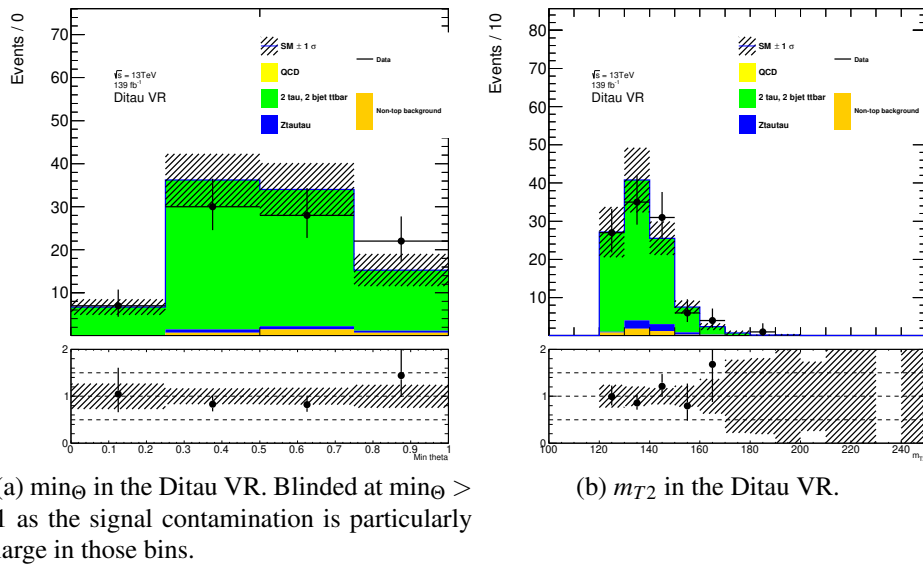 Events / 0
70
60
50
40
30
20
10
√s = 13TeV
139 fb⁻¹
Ditau VR
SM ± 1 σ
QCD
2 tau, 2 bjet ttbar
Ztautau
Data
Non-top background
2
1
0
0 0.1 0.2 0.3 0.4 0.5 0.6 0.7 0.8 0.9 1
Min theta
Events / 10
80
70
60
50
40
30
20
10
√s = 13TeV
139 fb⁻¹
Ditau VR
SM ± 1 σ
QCD
2 tau, 2 bjet ttbar
Ztautau
Data
Non-top background
2
1
0
100 120 140 160 180 200 220 240
m_T
(a) min_Θ in the Ditau VR. Blinded at min_Θ >
1 as the signal contamination is particularly
large in those bins.
(b) m_T2 in the Ditau VR.